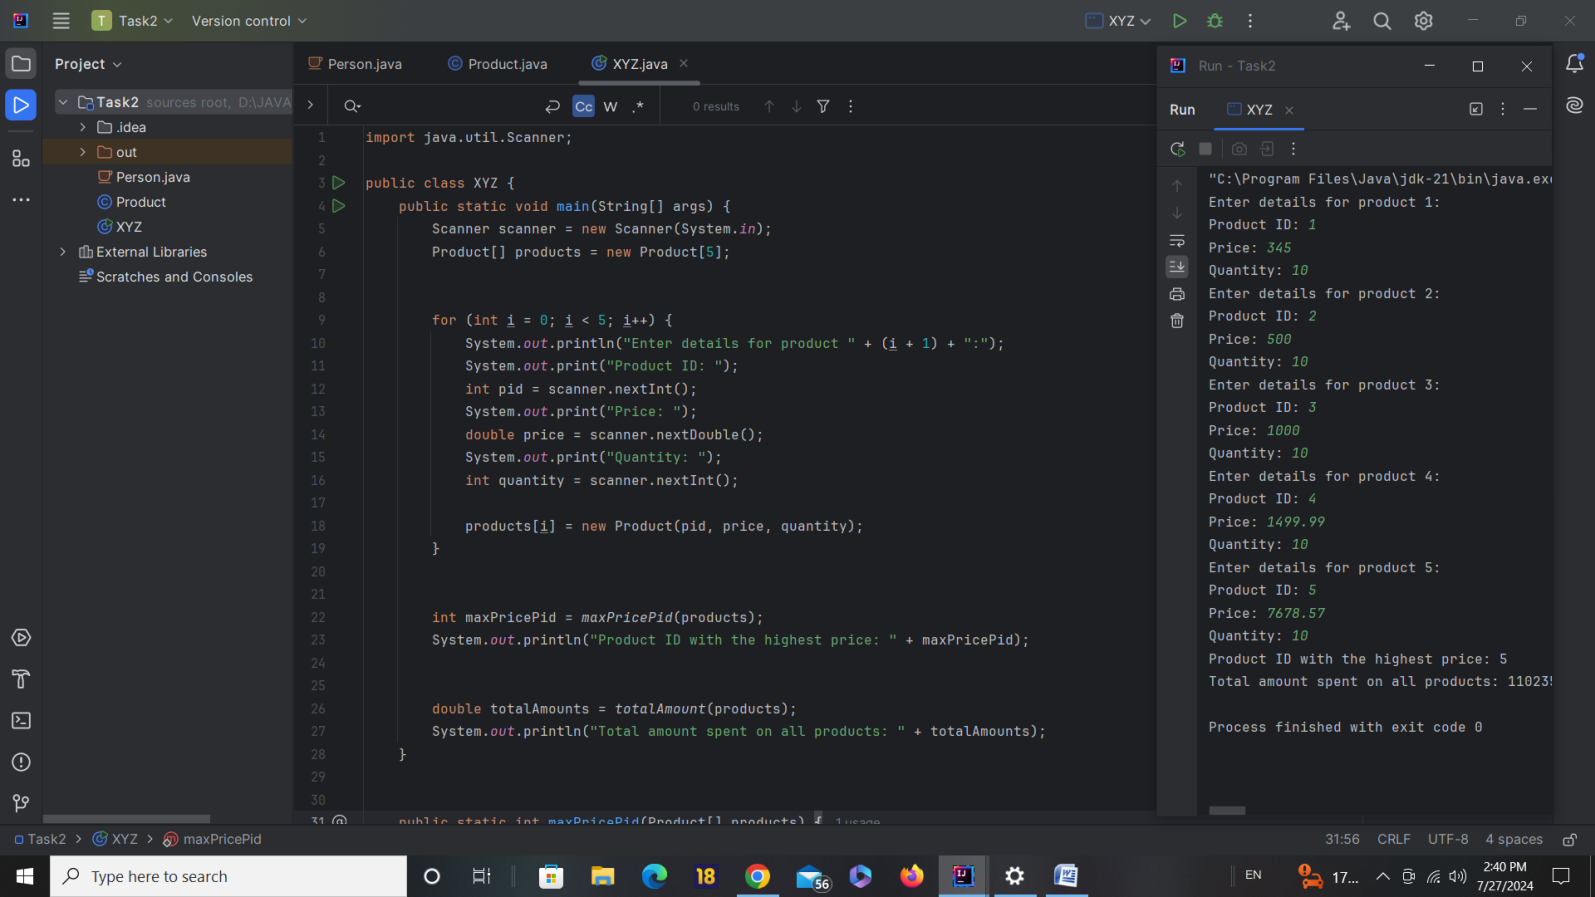 T Task2 Version control XYZ
Project
Person.java Product.java XYZ.java
Run - Task2
Task2 sources root, D:\JAVA
.idea
out
Person.java
Product
XYZ
External Libraries
Scratches and Consoles
Cc W .* 0 results
1 import java.util.Scanner;
2
3 public class XYZ {
4 public static void main(String[] args) {
5 Scanner scanner = new Scanner(System.in);
6 Product[] products = new Product[5];
7
8
9 for (int i = 0; i < 5; i++) {
10 System.out.println("Enter details for product " + (i + 1) + ":");
11 System.out.print("Product ID: ");
12 int pid = scanner.nextInt();
13 System.out.print("Price: ");
14 double price = scanner.nextDouble();
15 System.out.print("Quantity: ");
16 int quantity = scanner.nextInt();
17
18 products[i] = new Product(pid, price, quantity);
19 }
20
21
22 int maxPricePid = maxPricePid(products);
23 System.out.println("Product ID with the highest price: " + maxPricePid);
24
25
26 double totalAmounts = totalAmount(products);
27 System.out.println("Total amount spent on all products: " + totalAmounts);
28 }
29
30
31 public static int maxPricePid(Product[] products) { 1 usage
Run XYZ
"C:\Program Files\Java\jdk-21\bin\java.exe
Enter details for product 1:
Product ID: 1
Price: 345
Quantity: 10
Enter details for product 2:
Product ID: 2
Price: 500
Quantity: 10
Enter details for product 3:
Product ID: 3
Price: 1000
Quantity: 10
Enter details for product 4:
Product ID: 4
Price: 1499.99
Quantity: 10
Enter details for product 5:
Product ID: 5
Price: 7678.57
Quantity: 10
Product ID with the highest price: 5
Total amount spent on all products: 110235
Process finished with exit code 0
Task2 > XYZ > maxPricePid
31:56 CRLF UTF-8 4 spaces
Type here to search
18
56
EN
17...
2:40 PM
7/27/2024